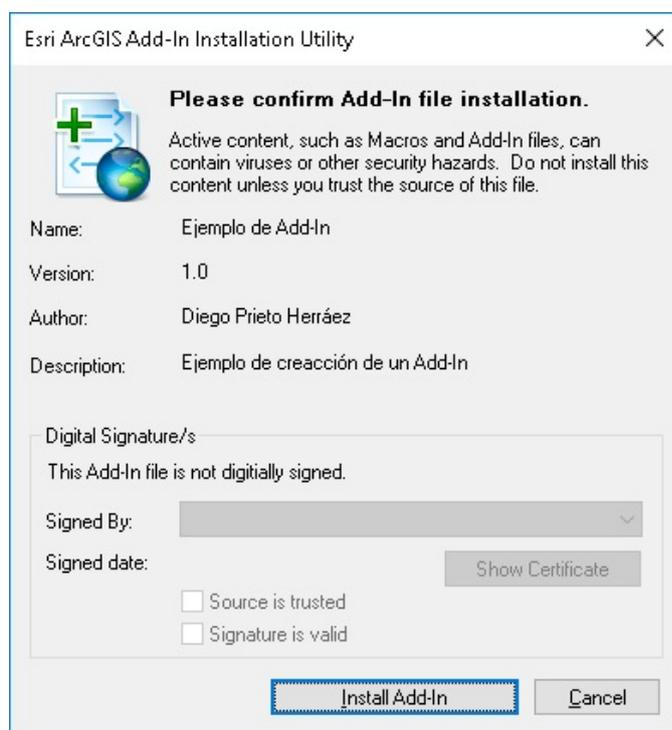 Esri ArcGIS Add-In Installation Utility
Please confirm Add-In file installation.
Active content, such as Macros and Add-In files, can
contain viruses or other security hazards. Do not install this
content unless you trust the source of this file.
Name: Ejemplo de Add-In
Version: 1.0
Author: Diego Prieto Herráez
Description: Ejemplo de creacción de un Add-In
Digital Signature/s
This Add-In file is not digitially signed.
Signed By:
Signed date: Show Certificate
Source is trusted
Signature is valid
Install Add-In Cancel